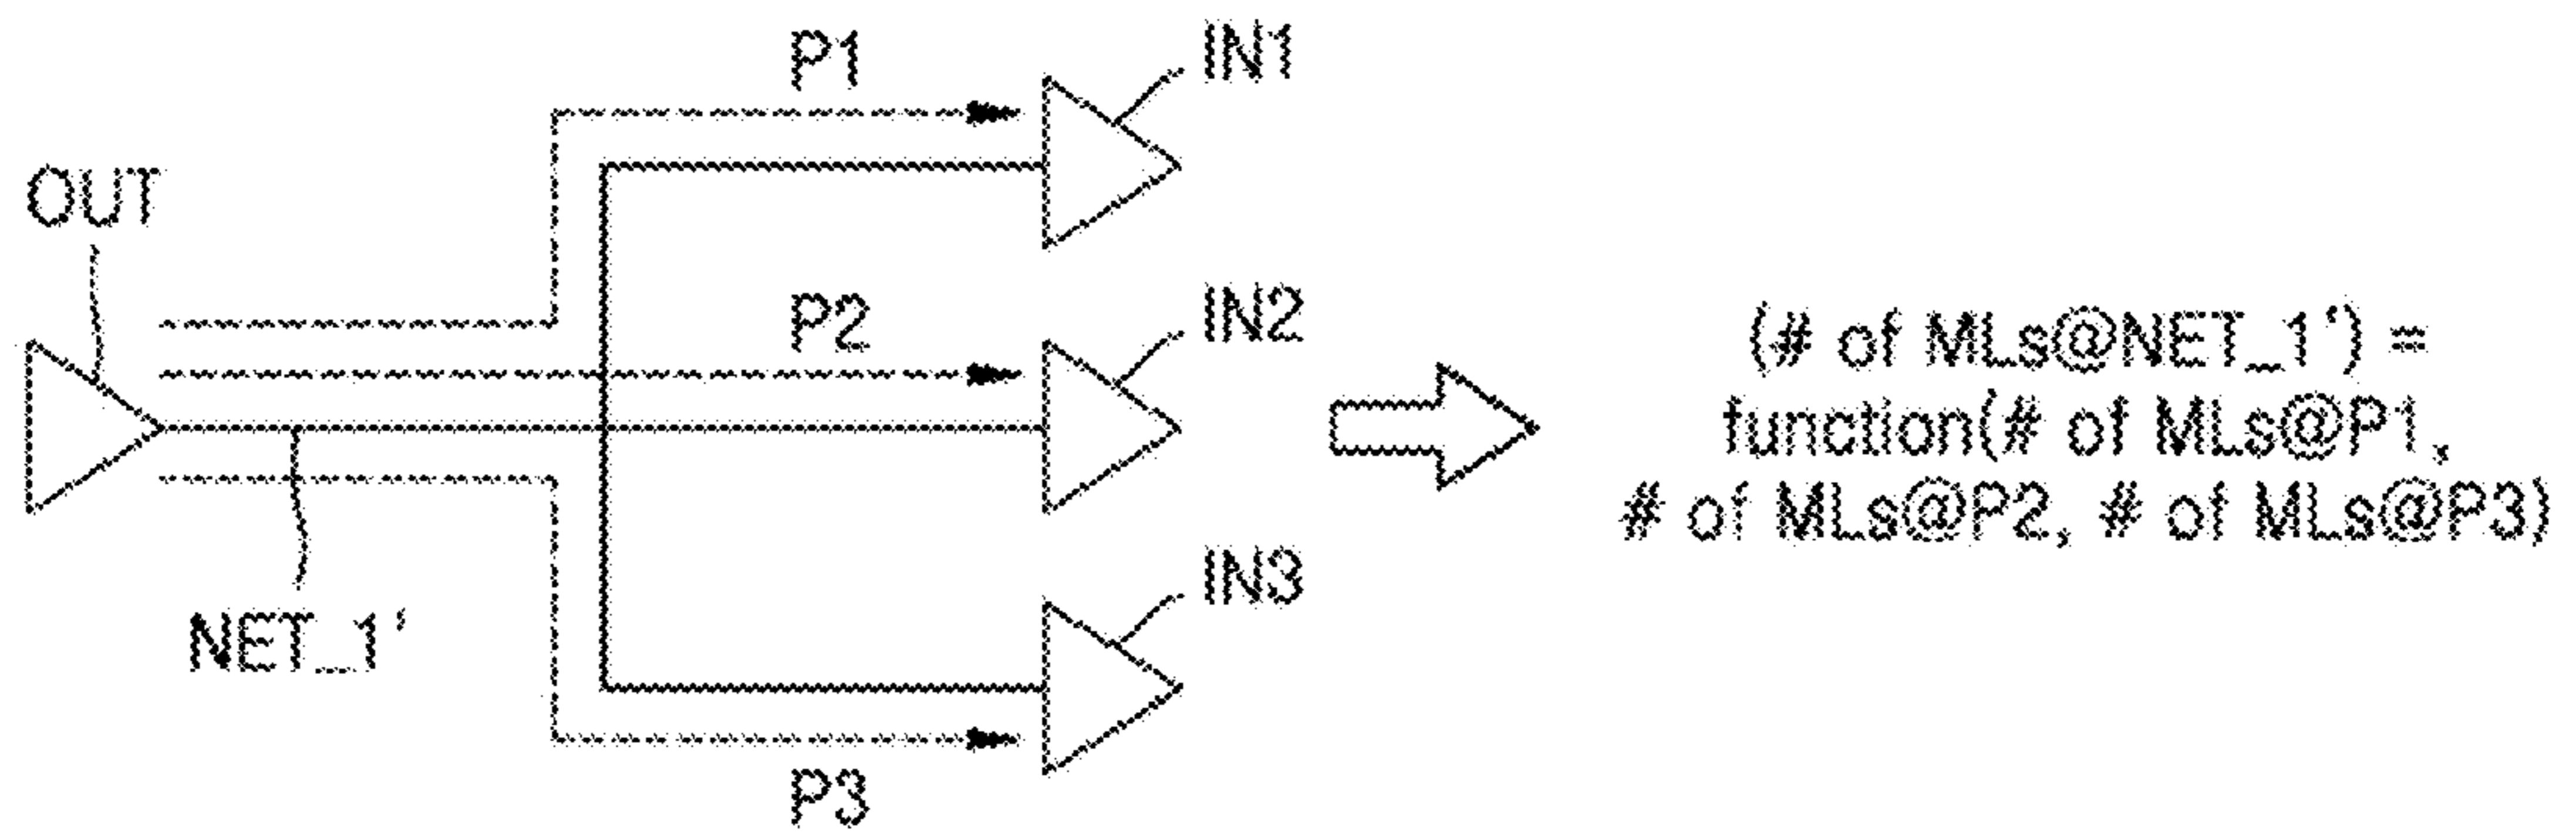 P1
IN1
OUT
P2
IN2
NET_1‘
IN3
P3
(# of MLs@NET_1‘) =
function(# of MLs@P1,
# of MLs@P2, # of MLs@P3)